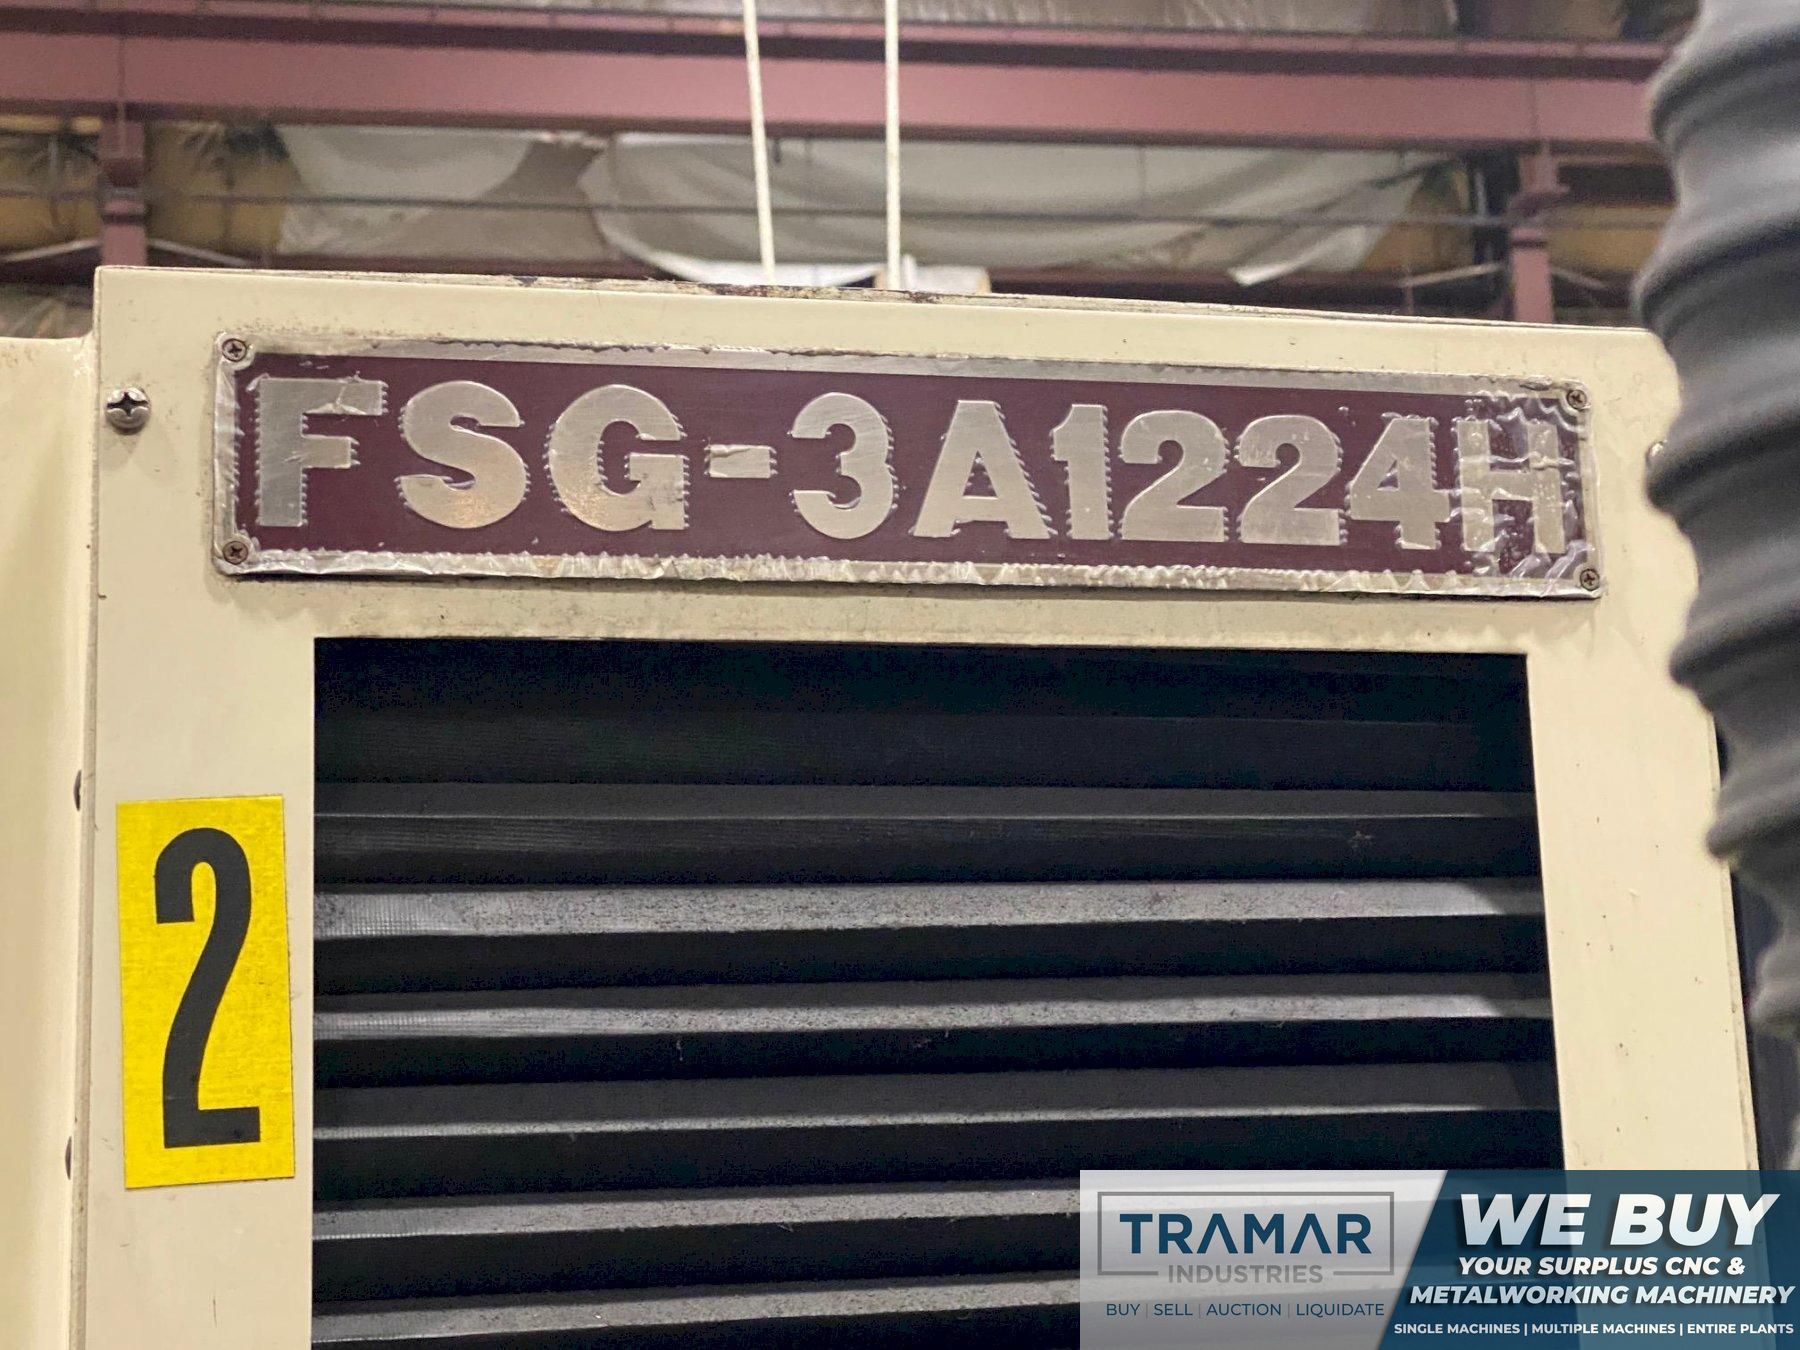 FSG-3A1224H
2
TRAMAR
INDUSTRIES
BUY | SELL | AUCTION | LIQUIDATE
WE BUY
YOUR SURPLUS CNC &
METALWORKING MACHINERY
SINGLE MACHINES | MULTIPLE MACHINES | ENTIRE PLANTS